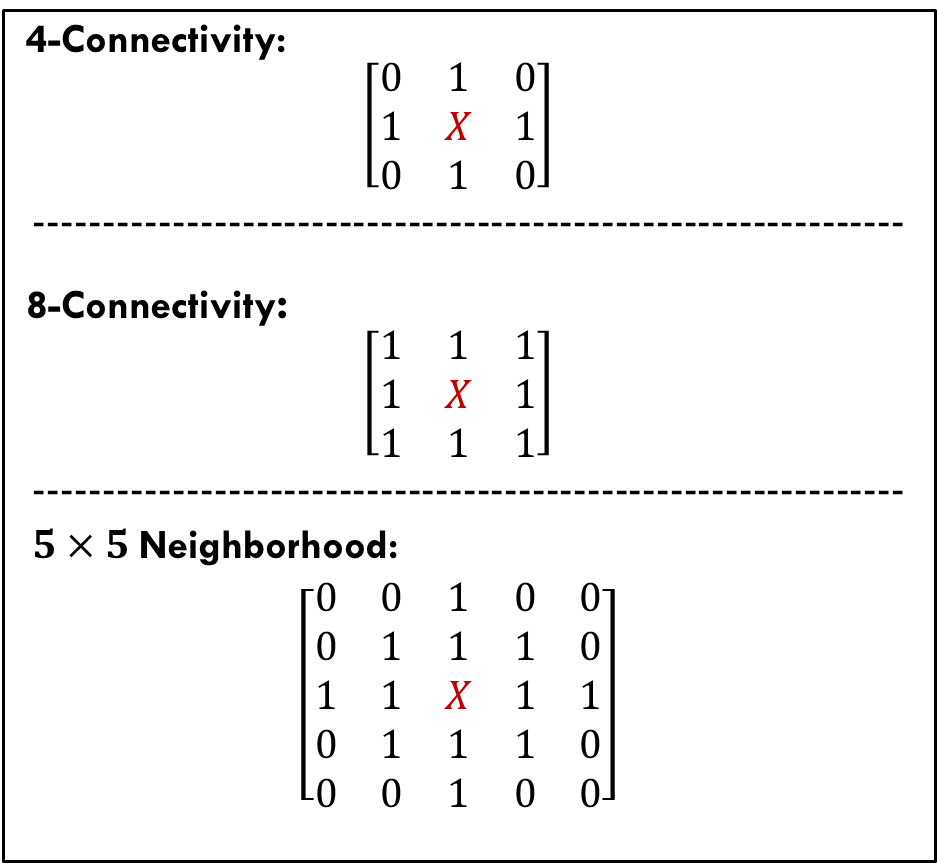 4-Connectivity:
0 1 0
1 X 1
0 1 0
8-Connectivity:
1 1 1
1 X 1
1 1 1
5 × 5 Neighborhood:
0 0 1 0 0
0 1 1 1 0
1 1 X 1 1
0 1 1 1 0
0 0 1 0 0